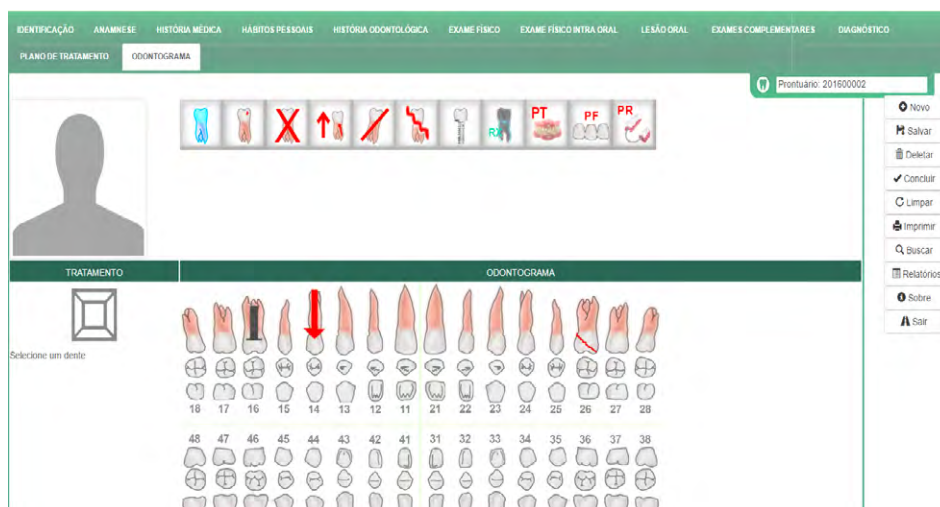 IDENTIFICAÇÃO ANAMNESE HISTÓRIA MÉDICA HÁBITOS PESSOAIS HISTÓRIA ODONTOLÓGICA EXAME FÍSICO EXAME FÍSICO INTRA ORAL LESÃO ORAL EXAMES COMPLEMENTARES DIAGNÓSTICO
PLANO DE TRATAMENTO ODONTOGRAMA
Prontuário: 201600002
Novo
Salvar
Deletar
Concluir
Limpar
Imprimir
Buscar
Relatórios
Sobre
Sair
RX PT PF PR
TRATAMENTO ODONTOGRAMA
Selecione um dente
18 17 16 15 14 13 12 11 21 22 23 24 25 26 27 28
48 47 46 45 44 43 42 41 31 32 33 34 35 36 37 38